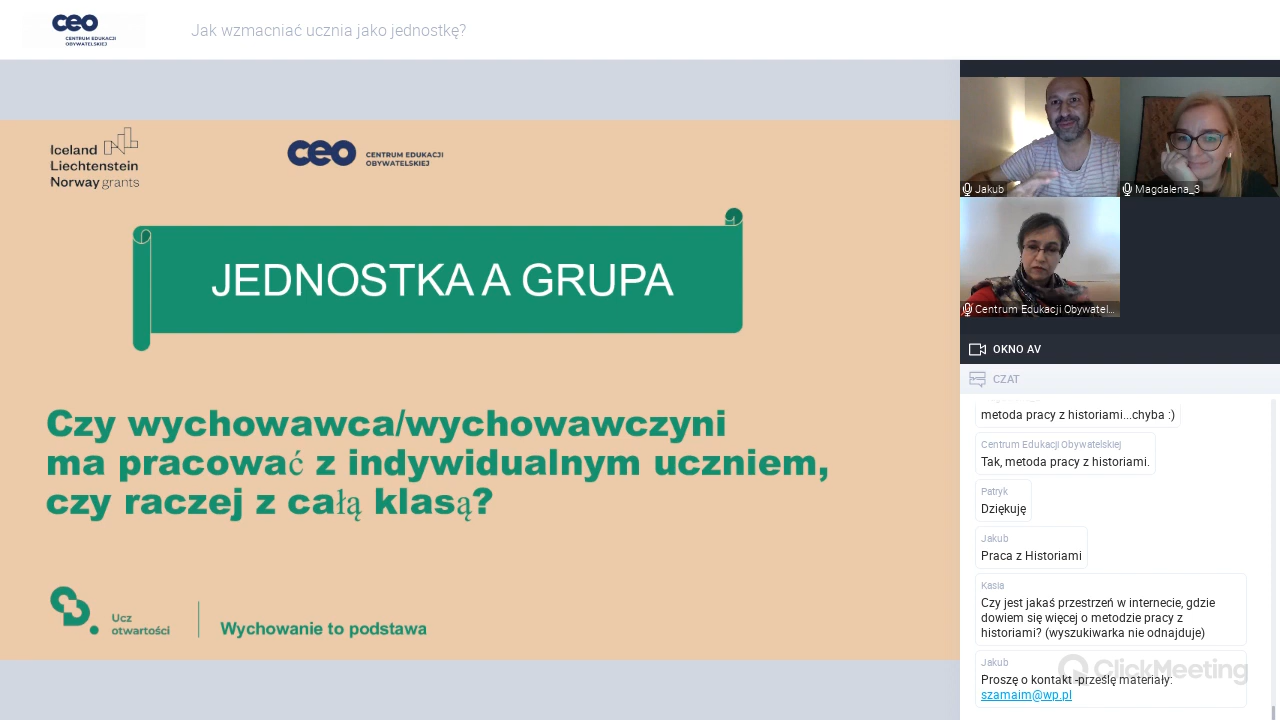 ceo
CENTRUM EDUKACJI
OBYWATELSKIEJ
Jak wzmacniać ucznia jako jednostkę?
Iceland
Liechtenstein
Norway grants
ceo
CENTRUM EDUKACJI
OBYWATELSKIEJ
JEDNOSTKA A GRUPA
Czy wychowawca/wychowawczyni
ma pracować z indywidualnym uczniem,
czy raczej z całą klasą?
Ucz
otwartości
Wychowanie to podstawa
Jakub
Magdalena_3
Centrum Edukacji Obywatel...
OKNO AV
CZAT
metoda pracy z historiami...chyba :)
Centrum Edukacji Obywatelskiej
Tak, metoda pracy z historiami.
Patryk
Dziękuję
Jakub
Praca z Historiami
Kasia
Czy jest jakaś przestrzeń w internecie, gdzie
dowiem się więcej o metodzie pracy z
historiami? (wyszukiwarka nie odnajduje)
Jakub
Proszę o kontakt -prześlę materiały:
szamaim@wp.pl
ClickMeeting